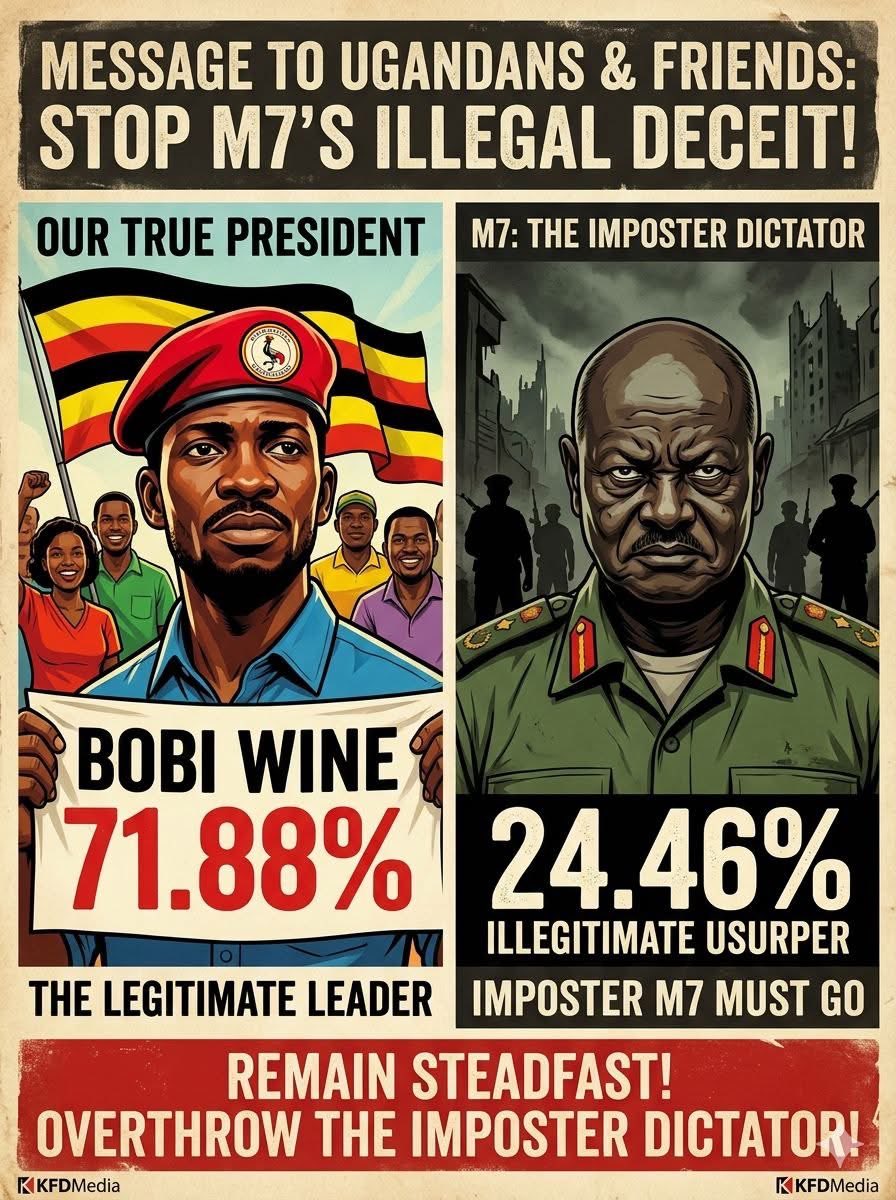 MESSAGE TO UGANDANS & FRIENDS:
STOP M7'S ILLEGAL DECEIT!
OUR TRUE PRESIDENT
BOBI WINE
71.88%
THE LEGITIMATE LEADER
M7: THE IMPOSTER DICTATOR
24.46%
ILLEGITIMATE USURPER
IMPOSTER M7 MUST GO
REMAIN STEADFAST!
OVERTHROW THE IMPOSTER DICTATOR!
KFDMedia
KFDMedia